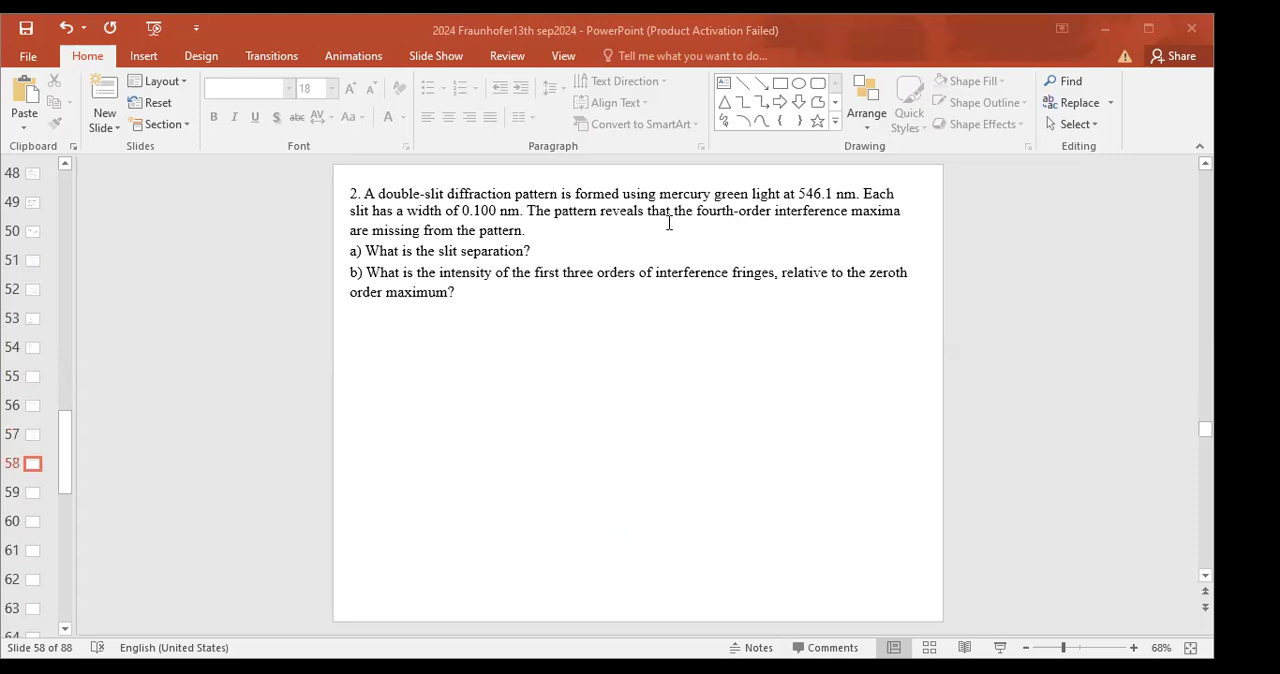 2024 Fraunhofer13th sep2024 - PowerPoint (Product Activation Failed)
File Home Insert Design Transitions Animations Slide Show Review View Tell me what you want to do... Share
Paste
New Slide
Layout
Reset
Section
18
B I U S abc AV Aa A
Text Direction
Align Text
Convert to SmartArt
Arrange
Quick Styles
Shape Fill
Shape Outline
Shape Effects
Find
Replace
Select
Clipboard Slides Font Paragraph Drawing Editing
48
49
50
51
52
53
54
55
56
57
58
59
60
61
62
63
64
2. A double-slit diffraction pattern is formed using mercury green light at 546.1 nm. Each
slit has a width of 0.100 nm. The pattern reveals that the fourth-order interference maxima
are missing from the pattern.
a) What is the slit separation?
b) What is the intensity of the first three orders of interference fringes, relative to the zeroth
order maximum?
Slide 58 of 88 English (United States) Notes Comments 68%